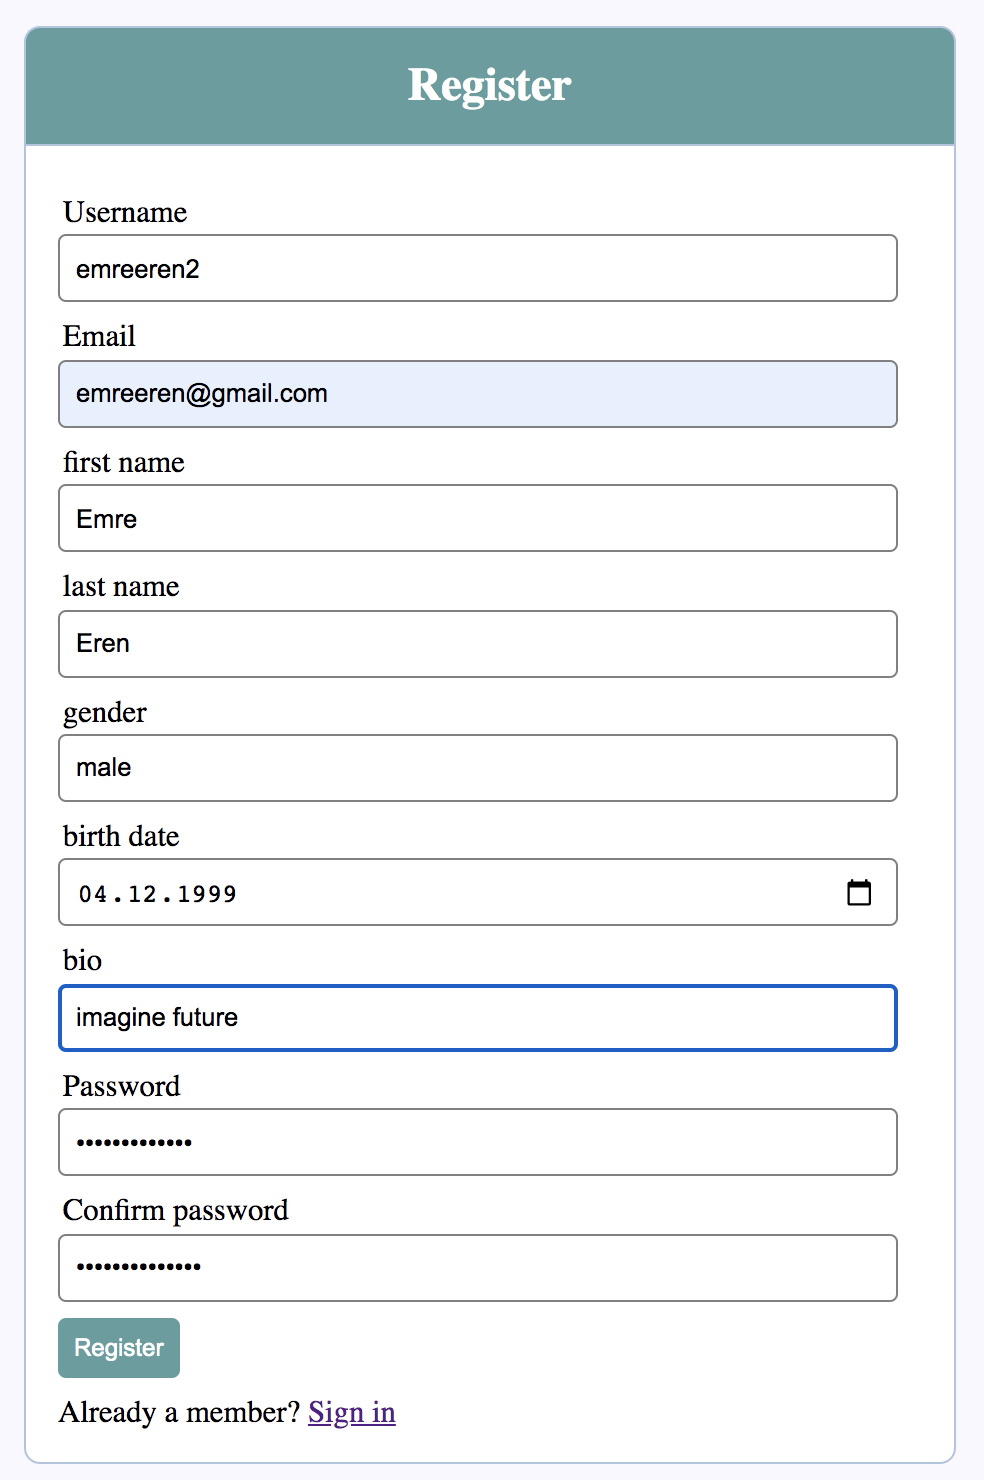 Register
Username
emreeren2
Email
emreeren@gmail.com
first name
Emre
last name
Eren
gender
male
birth date
04.12.1999
bio
imagine future
Password
•••••••••••••
Confirm password
••••••••••••••
Register
Already a member? Sign in